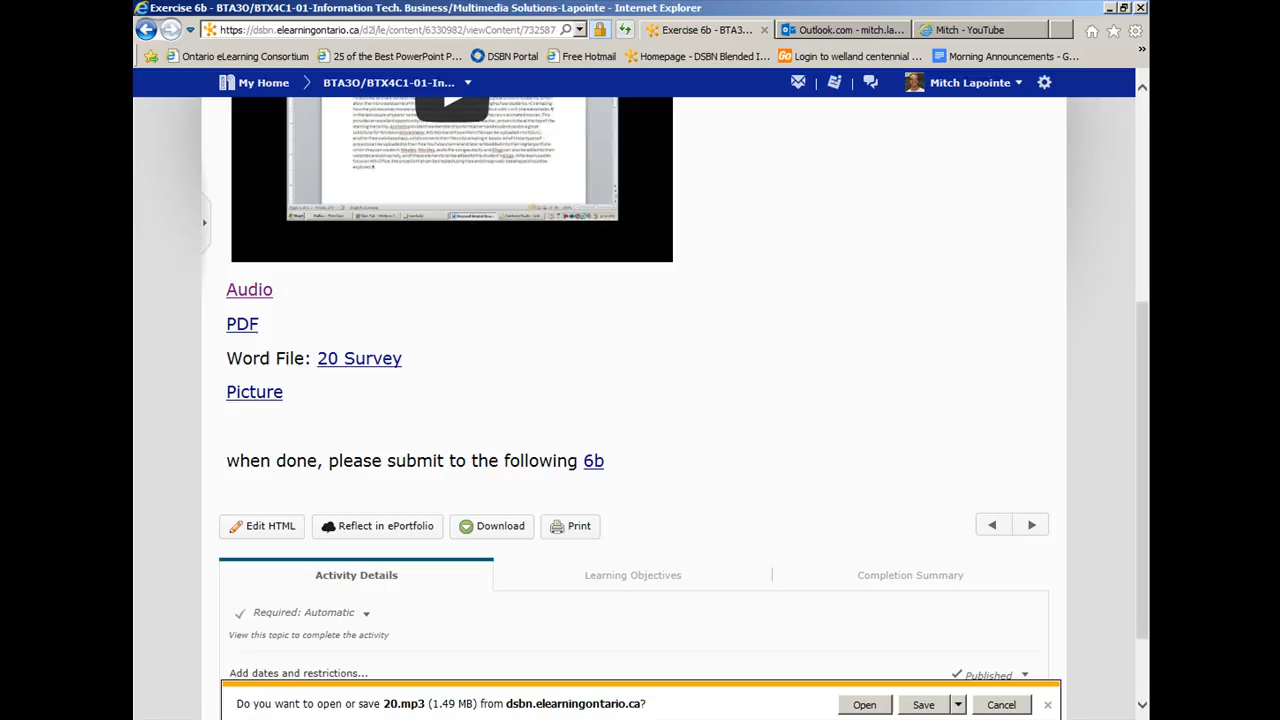 Exercise 6b - BTA3O/BTX4C1-01-Information Tech. Business/Multimedia Solutions-Lapointe - Internet Explorer
https://dsbn.elearningontario.ca/d2l/le/content/6330982/viewContent/732587
Exercise 6b - BTA3...
Outlook.com - mitch.la...
Mitch - YouTube
Ontario eLearning Consortium
25 of the Best PowerPoint P...
DSBN Portal
Free Hotmail
Homepage - DSBN Blended ...
Login to welland centennial ...
Morning Announcements - G...
My Home
BTA3O/BTX4C1-01-In...
Mitch Lapointe
Audio
PDF
Word File: 20 Survey
Picture
when done, please submit to the following 6b
Edit HTML
Reflect in ePortfolio
Download
Print
Activity Details
Learning Objectives
Completion Summary
Required: Automatic
View this topic to complete the activity
Add dates and restrictions...
Published
Do you want to open or save 20.mp3 (1.49 MB) from dsbn.elearningontario.ca?
Open
Save
Cancel